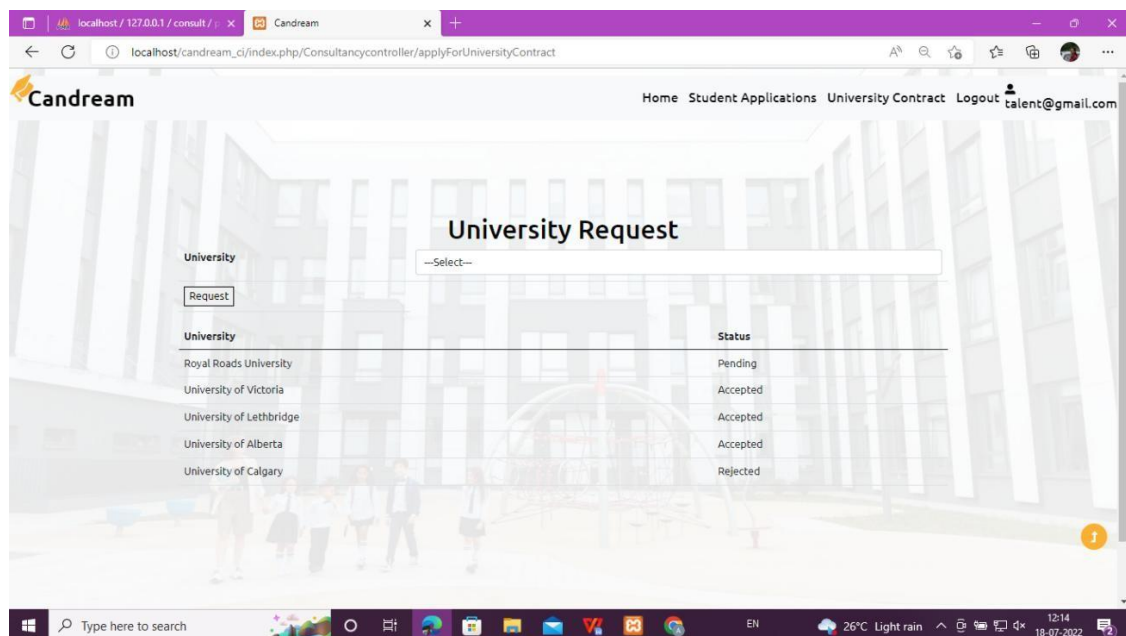 localhost / 127.0.0.1 / consult / p
Candream
localhost/candream_ci/index.php/Consultancycontroller/applyForUniversityContract
Candream
Home Student Applications University Contract Logout talent@gmail.com
University Request
University ---Select---
Request
University Status
Royal Roads University Pending
University of Victoria Accepted
University of Lethbridge Accepted
University of Alberta Accepted
University of Calgary Rejected
Type here to search
EN
26°C Light rain
12:14
18-07-2022
2